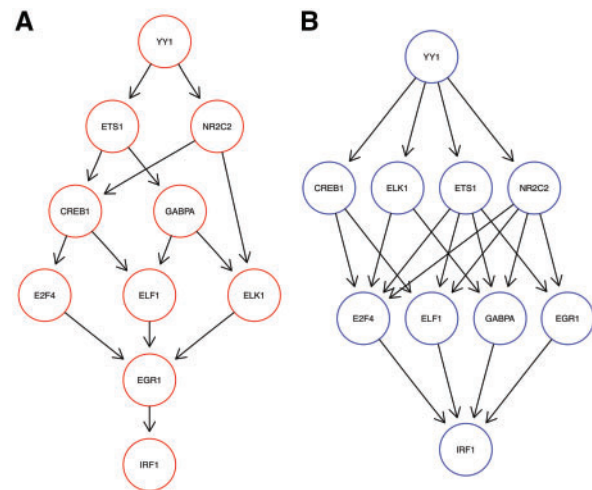 A
YY1
ETS1 NR2C2
CREB1 GABPA
E2F4 ELF1 ELK1
EGR1
IRF1
B
YY1
CREB1 ELK1 ETS1 NR2C2
E2F4 ELF1 GABPA EGR1
IRF1